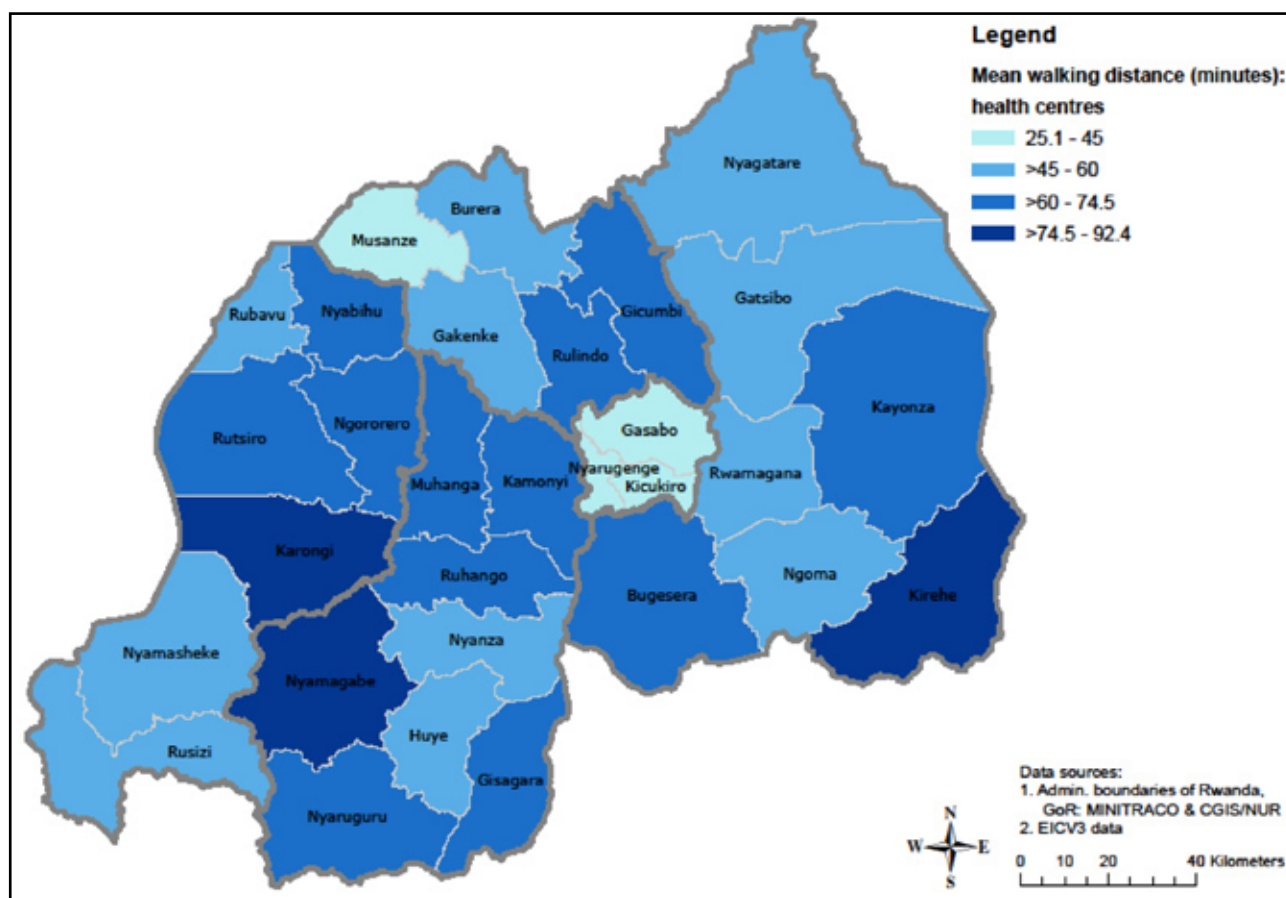 Legend
Mean walking distance (minutes):
health centres
25.1 - 45
>45 - 60
>60 - 74.5
>74.5 - 92.4
Nyagatare
Burera
Musanze
Gatsibo
Rubavu
Nyabihu
Gicumbi
Gakenke
Rulindo
Kayonza
Rutsiro
Ngororero
Gasabo
Nyarugenge
Rwamagana
Muhanga
Kamonyi
Kicukiro
Karongi
Ruhango
Ngoma
Bugesera
Kirehe
Nyamasheke
Nyanza
Nyamagabe
Huye
Rusizi
Gisagara
Nyaruguru
Data sources:
1. Admin. boundaries of Rwanda,
GoR: MINITRACO & CGIS/NUR
2. EICV3 data
N
W E
S
0 10 20 40 Kilometers